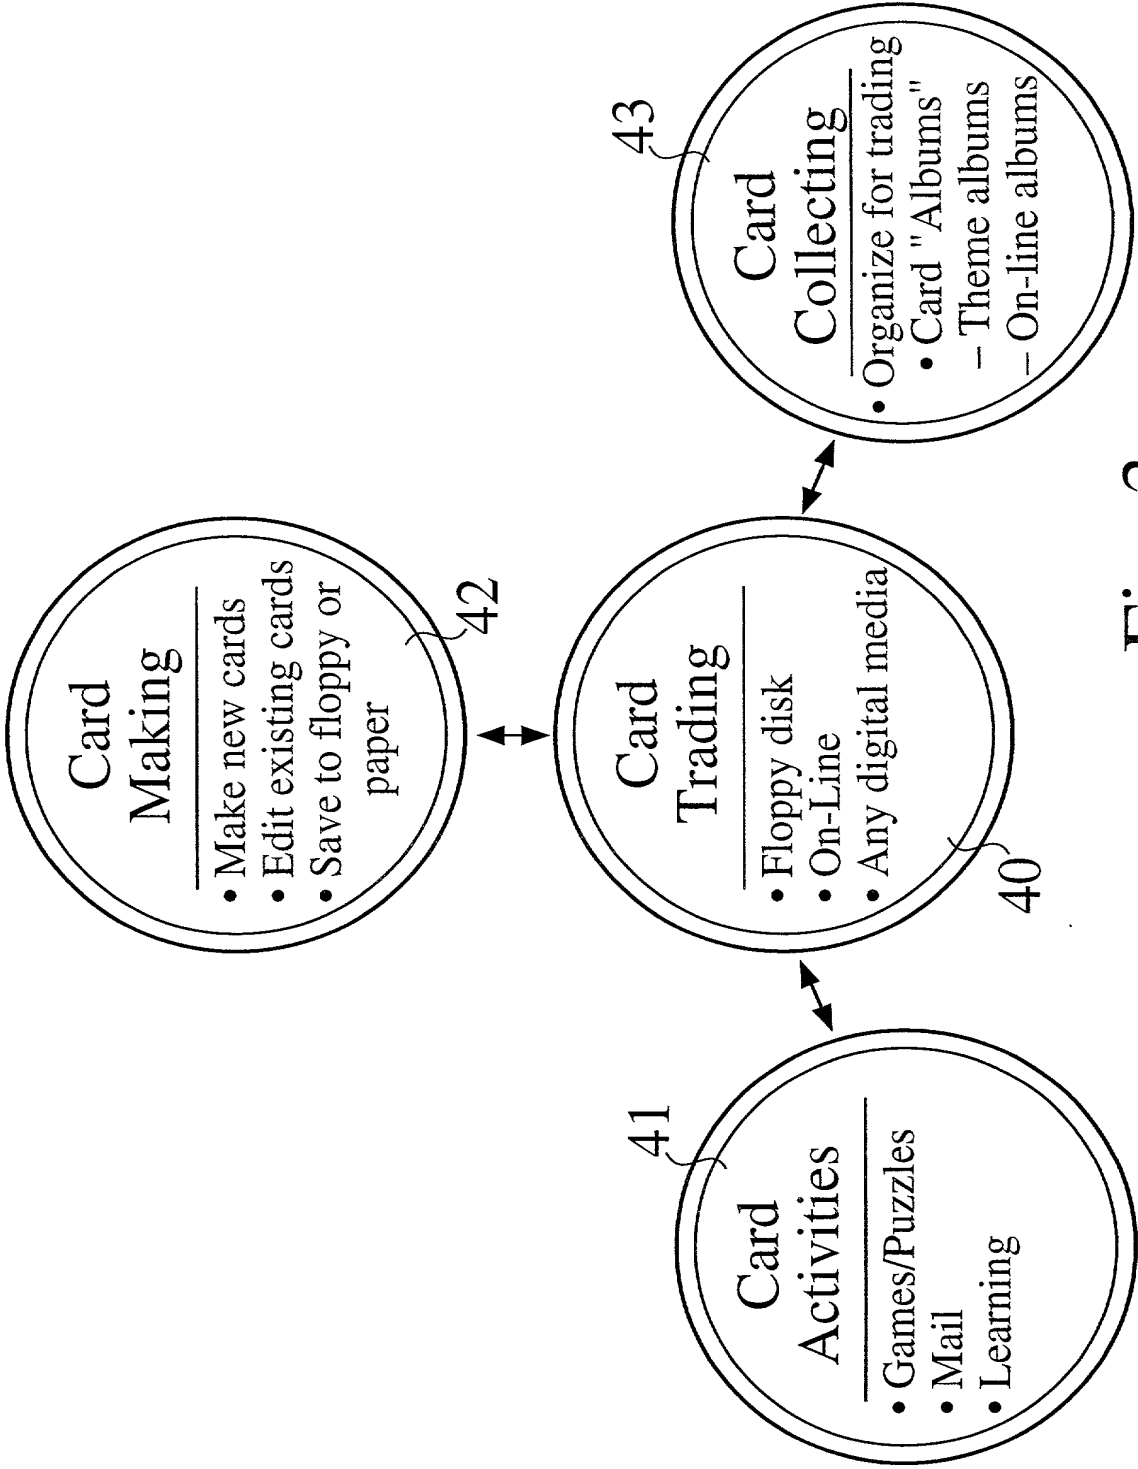 Card
Making
• Make new cards
• Edit existing cards
• Save to floppy or
paper
42
Card
Trading
• Floppy disk
• On-Line
• Any digital media
40
41
Card
Activities
• Games/Puzzles
• Mail
• Learning
43
Card
Collecting
• Organize for trading
• Card "Albums"
– Theme albums
– On-line albums